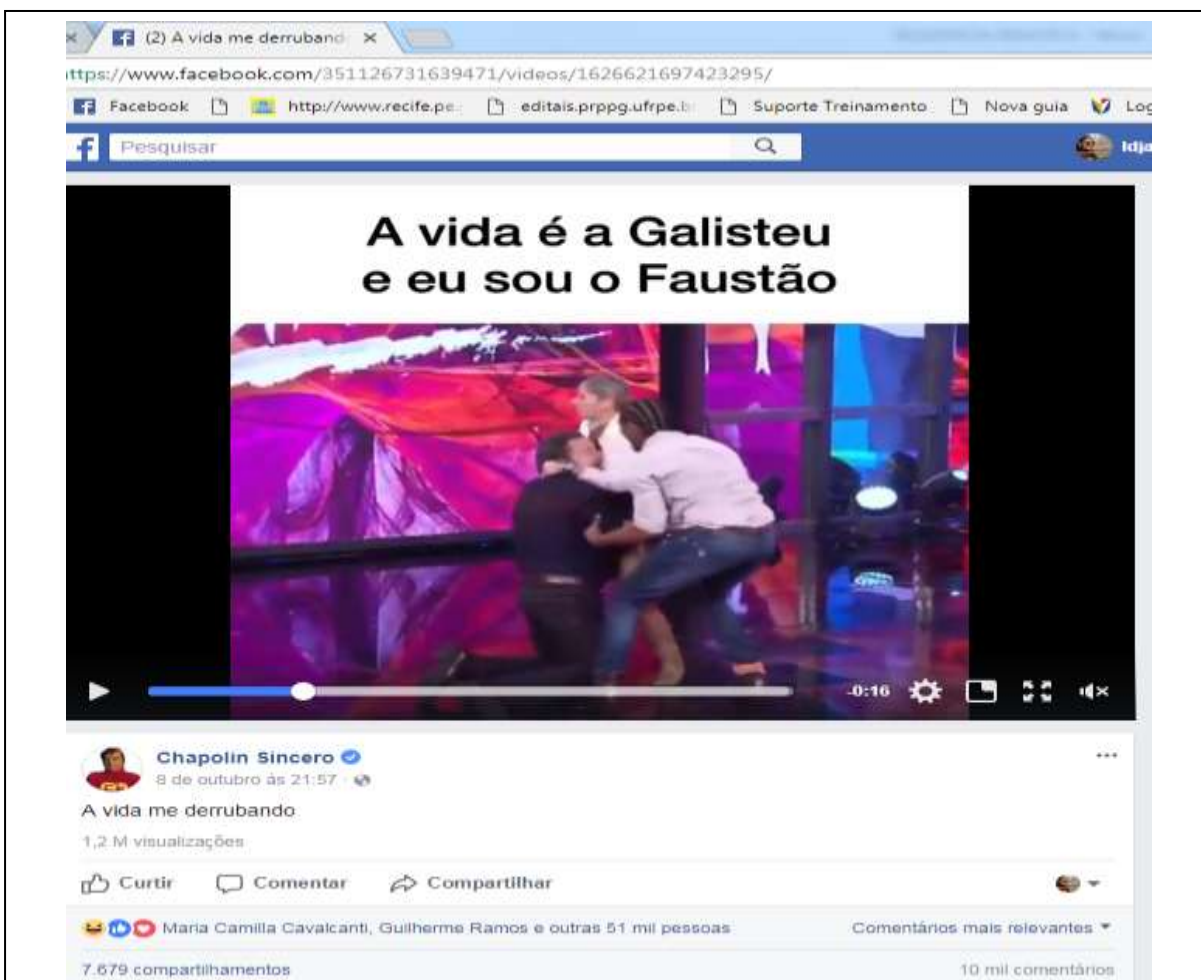 (2) A vida me derruband
ttps://www.facebook.com/351126731639471/videos/1626621697423295/
Facebook http://www.recife.pe. editais.prppg.ufrpe.b Suporte Treinamento Nova guia Log
Pesquisar Idja
A vida é a Galisteu
e eu sou o Faustão
-0:16
Chapolin Sincero
8 de outubro às 21:57
A vida me derrubando
1,2 M visualizações
Curtir Comentar Compartilhar
Maria Camilla Cavalcanti, Guilherme Ramos e outras 51 mil pessoas Comentários mais relevantes
7.679 compartilhamentos 10 mil comentários